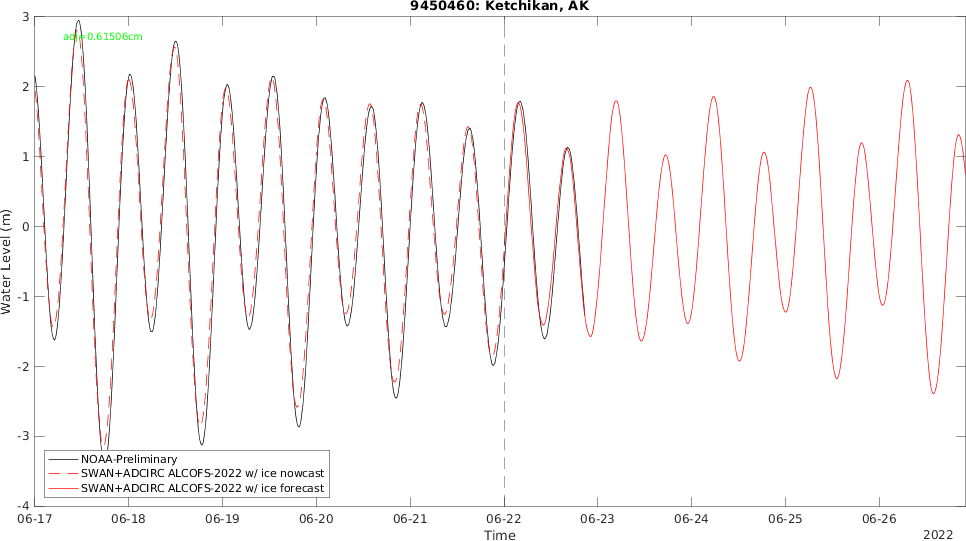 9450460: Ketchikan, AK
adj=0.61506cm
3
2
1
0
-1
-2
-3
-4
Water Level (m)
NOAA-Preliminary
SWAN+ADCIRC ALCOFS-2022 w/ ice nowcast
SWAN+ADCIRC ALCOFS-2022 w/ ice forecast
06-17 06-18 06-19 06-20 06-21 06-22 06-23 06-24 06-25 06-26
Time
2022